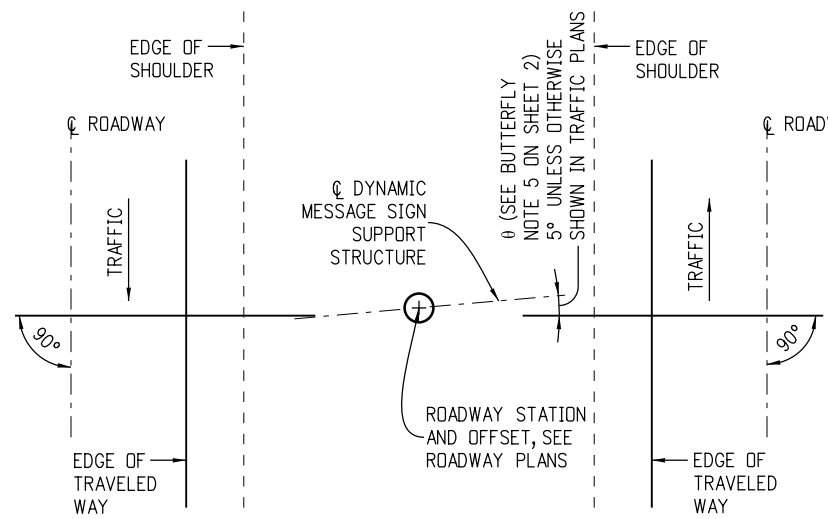 EDGE OF
SHOULDER
EDGE OF
SHOULDER
℄ ROADWAY
℄
θ (SEE BUTTERFLY
NOTE 5 ON SHEET 2)
5° UNLESS OTHERWISE
SHOWN IN TRAFFIC PLANS
℄ DYNAMIC
MESSAGE SIGN
SUPPORT
STRUCTURE
TRAFFIC
TRAFFIC
90°
90°
ROADWAY STATION
AND OFFSET, SEE
ROADWAY PLANS
EDGE OF
TRAVELED
WAY
EDGE OF
TRAVELED
WAY